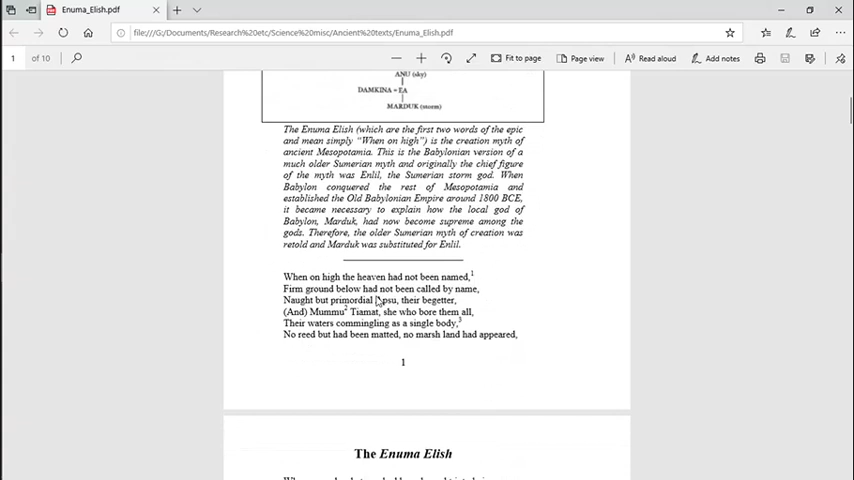 Enuma_Elish.pdf
file:///G:/Documents/Research%20etc/Science%20misc/Ancient%20texts/Enuma_Elish.pdf
1 of 10 Fit to page Page view Read aloud Add notes
ANU (sky)
DAMKINA = EA
MARDUK (storm)
The Enuma Elish (which are the first two words of the epic
and mean simply “When on high”) is the creation myth of
ancient Mesopotamia. This is the Babylonian version of a
much older Sumerian myth and originally the chief figure
of the myth was Enlil, the Sumerian storm god. When
Babylon conquered the rest of Mesopotamia and
established the Old Babylonian Empire around 1800 BCE,
it became necessary to explain how the local god of
Babylon, Marduk, had now become supreme among the
gods. Therefore, the older Sumerian myth of creation was
retold and Marduk was substituted for Enlil.
When on high the heaven had not been named,1
Firm ground below had not been called by name,
Naught but primordial Apsu, their begetter,
(And) Mummu2 Tiamat, she who bore them all,
Their waters commingling as a single body,3
No reed but had been matted, no marsh land had appeared,
1
The Enuma Elish